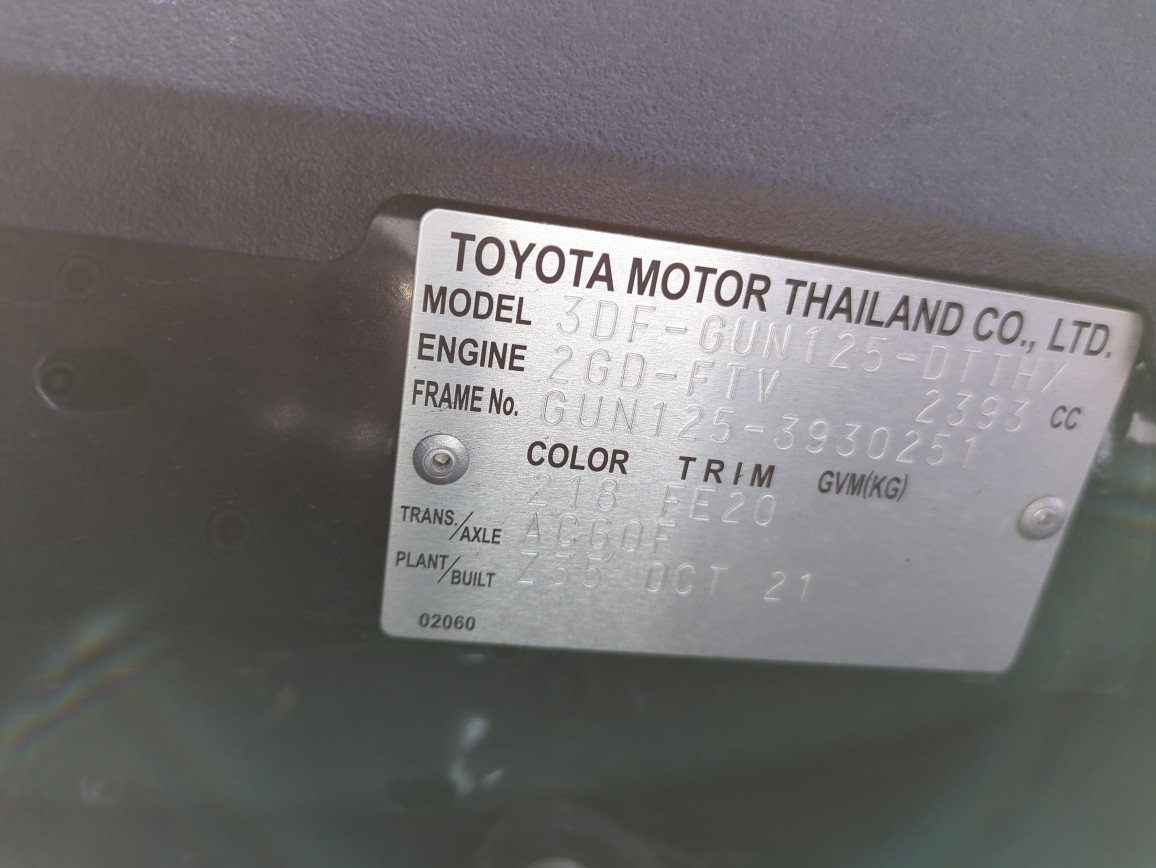 TOYOTA MOTOR THAILAND CO., LTD.
MODEL 3DF-GUN125-DTTHX
ENGINE 2GD-FTV 2393 CC
FRAME No. GUN125-3930251
COLOR TRIM GVM(KG)
218 FE20
TRANS./AXLE AC60F
PLANT/BUILT Z55 OCT 21
02060